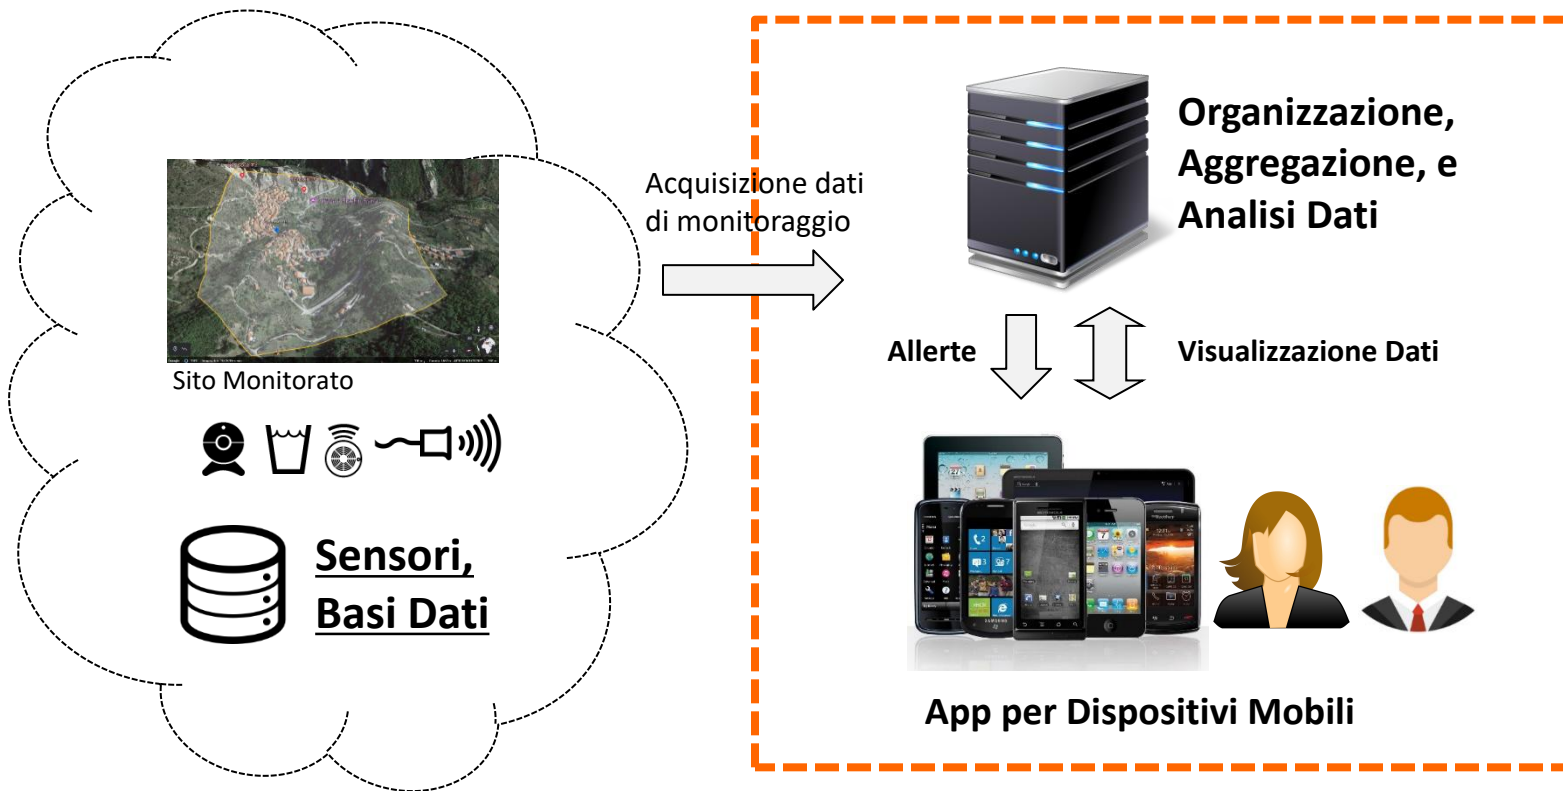 Acquisizione dati
di monitoraggio
Sito Monitorato
Sensori,
Basi Dati
Organizzazione,
Aggregazione, e
Analisi Dati
Allerte
Visualizzazione Dati
App per Dispositivi Mobili